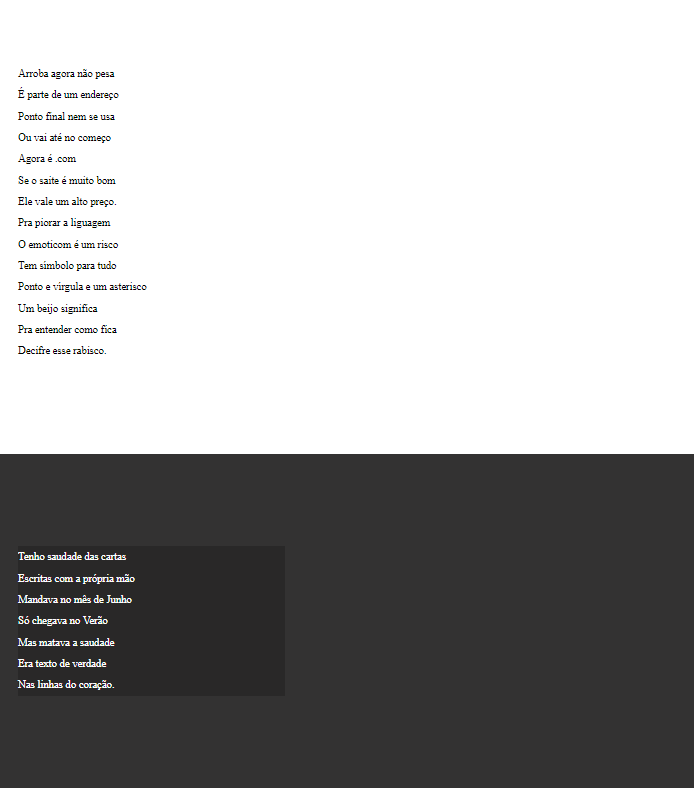 Arroba agora não pesa
É parte de um endereço
Ponto final nem se usa
Ou vai até no começo
Agora é .com
Se o saite é muito bom
Ele vale um alto preço.
Pra piorar a liguagem
O emoticom é um risco
Tem simbolo para tudo
Ponto e virgula e um asterisco
Um beijo significa
Pra entender como fica
Decifre esse rabisco.
Tenho saudade das cartas
Escritas com a própria mão
Mandava no mês de Junho
Só chegava no Verão
Mas matava a saudade
Era texto de verdade
Nas linhas do coração.